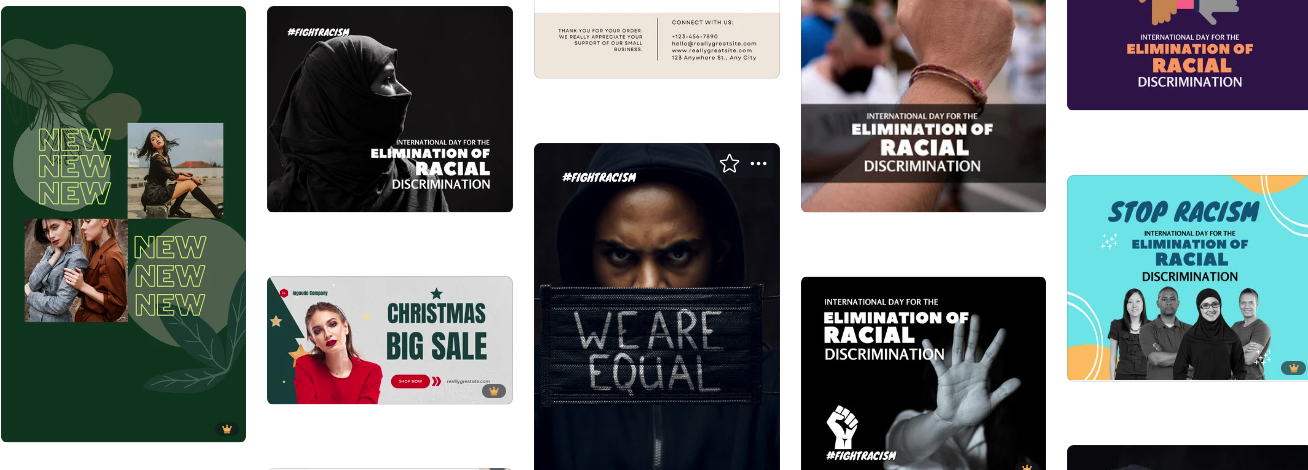 NEW
NEW
NEW
NEW
NEW
NEW
#FIGHTRACISM
INTERNATIONAL DAY FOR THE
ELIMINATION OF
RACIAL
DISCRIMINATION
CHRISTMAS
BIG SALE
SHOP NOW
reallygreatsite.com
THANK YOU FOR YOUR ORDER.
WE REALLY APPRECIATE YOUR
SUPPORT OF OUR SMALL
BUSINESS.
CONNECT WITH US:
+123-456-7890
hello@reallygreatsite.com
www.reallygreatsite.com
123 Anywhere St., Any City
#FIGHTRACISM
WE ARE
EQUAL
INTERNATIONAL DAY FOR THE
ELIMINATION OF
RACIAL
DISCRIMINATION
INTERNATIONAL DAY FOR THE
ELIMINATION OF
RACIAL
DISCRIMINATION
#FIGHTRACISM
INTERNATIONAL DAY FOR THE
ELIMINATION OF
RACIAL
DISCRIMINATION
STOP RACISM
INTERNATIONAL DAY FOR THE
ELIMINATION OF
RACIAL
DISCRIMINATION